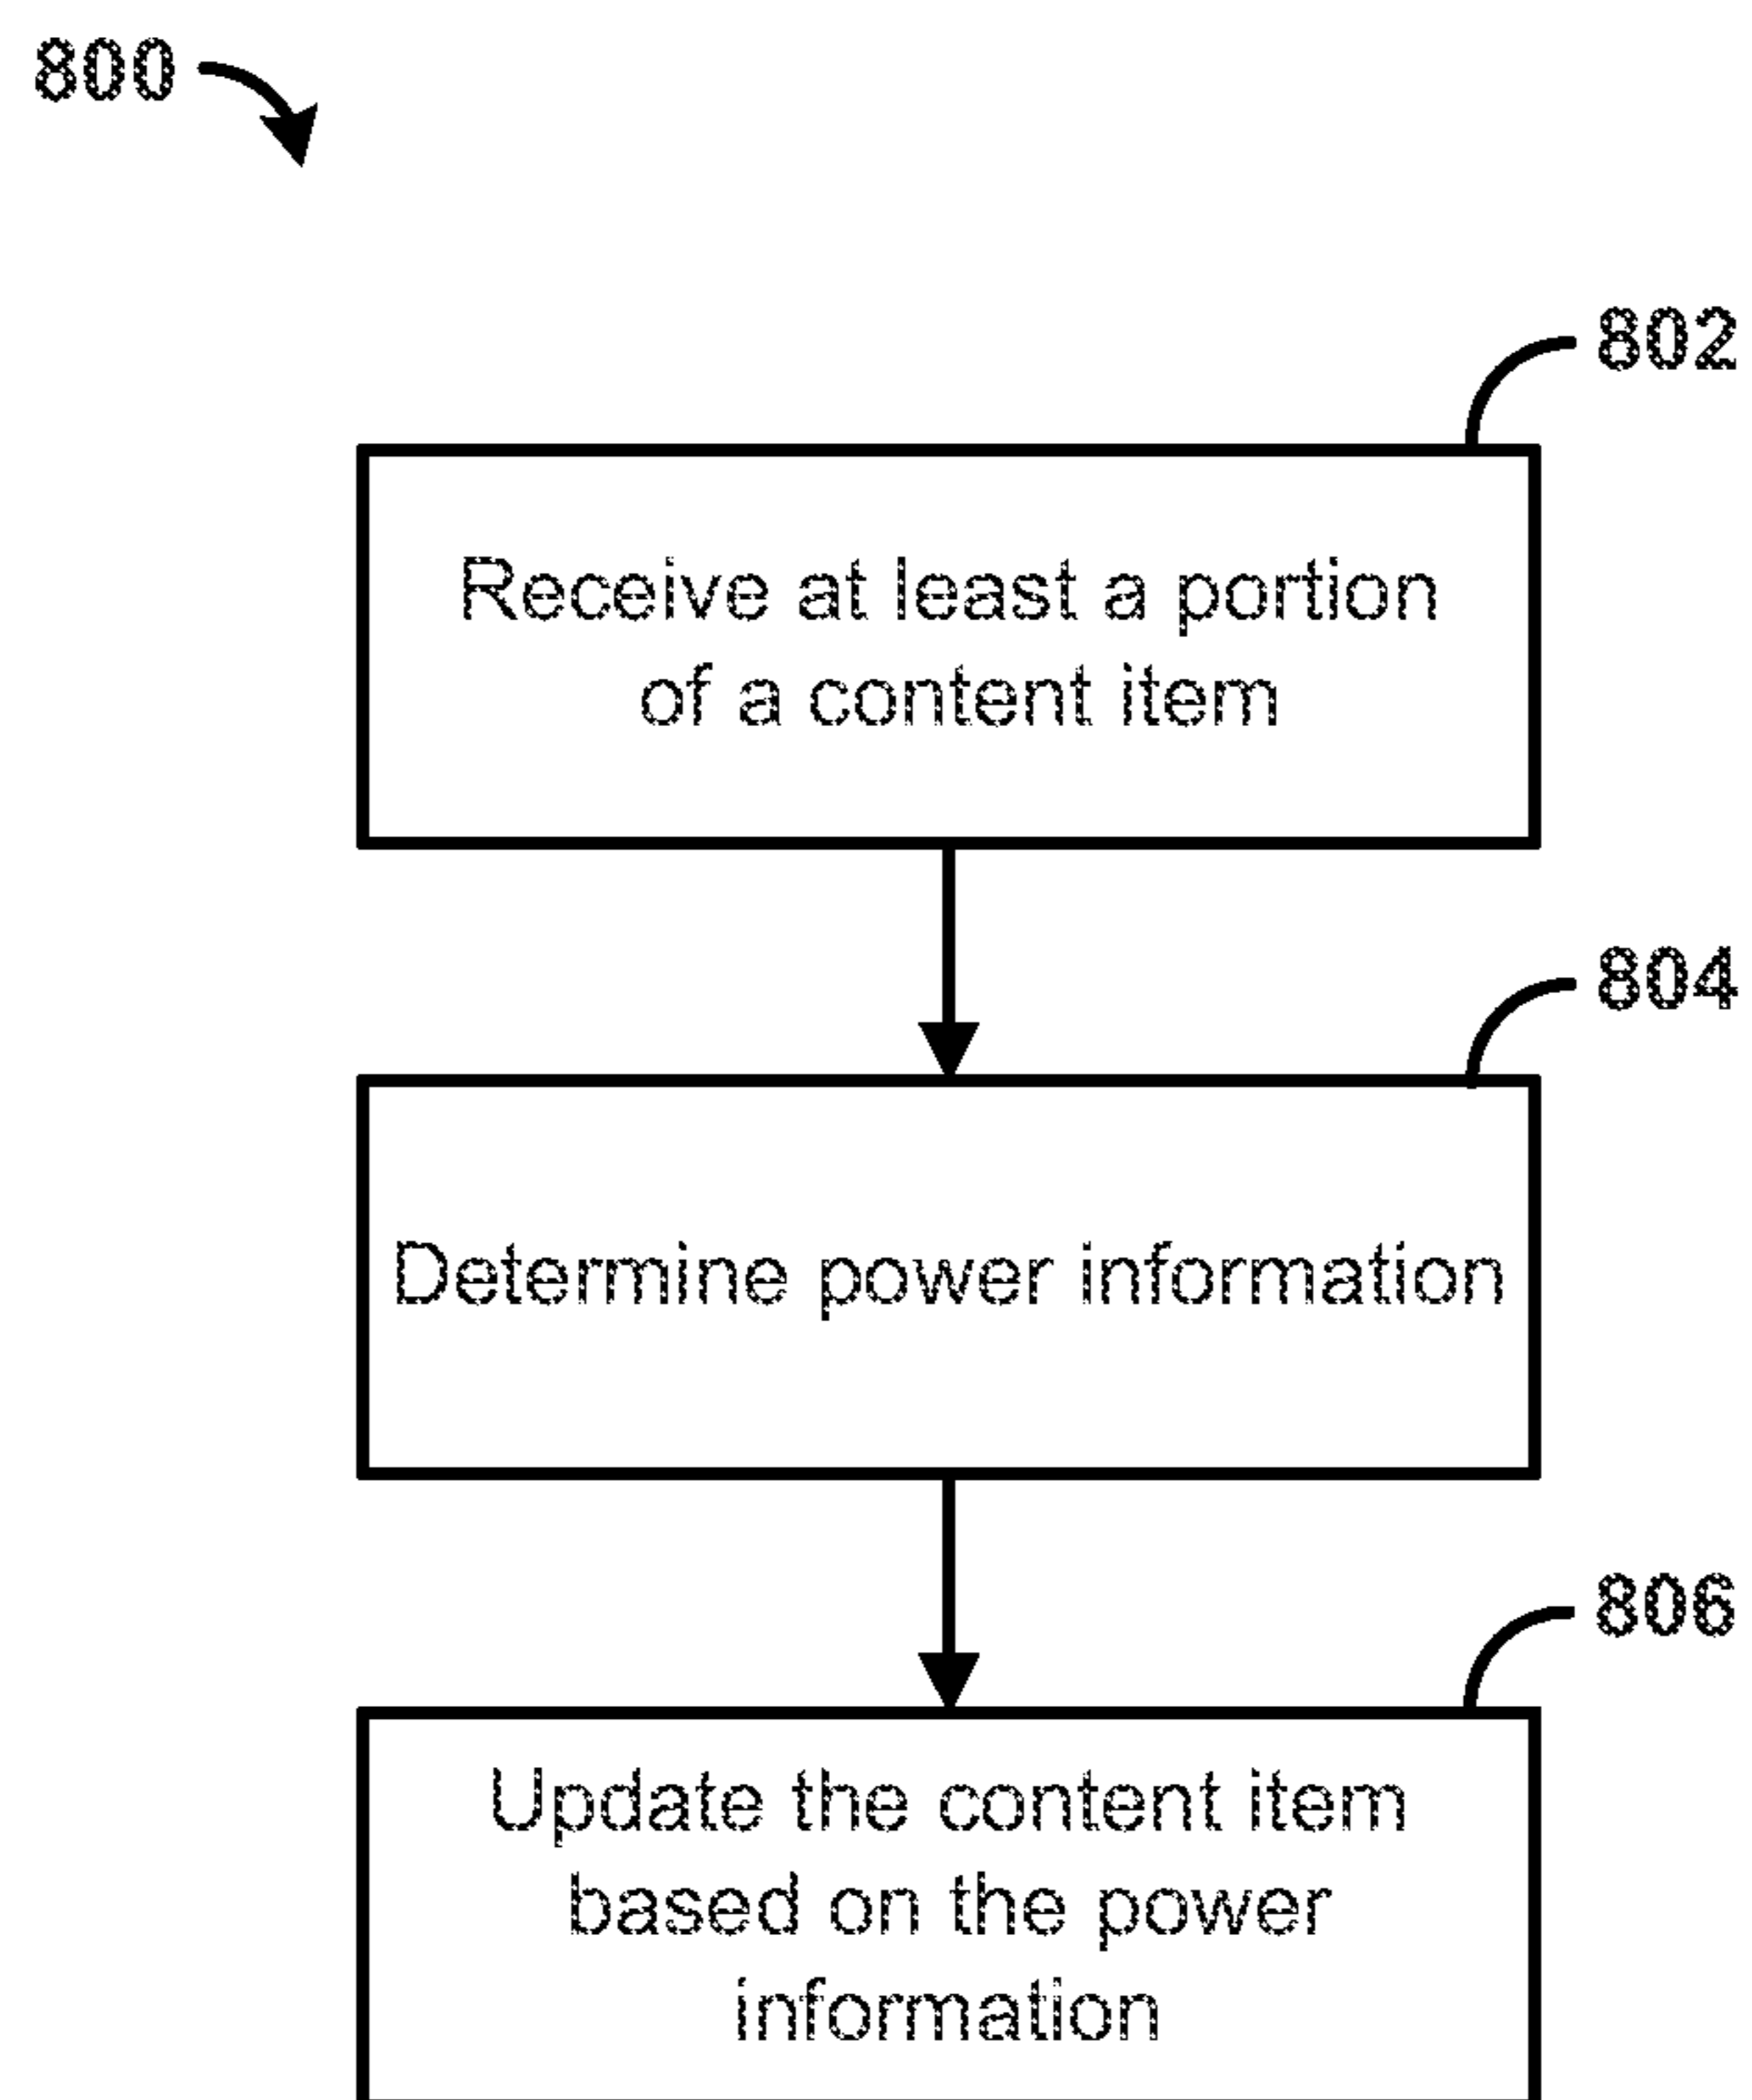 800
802
Receive at least a portion
of a content item
804
Determine power information
806
Update the content item
based on the power
information